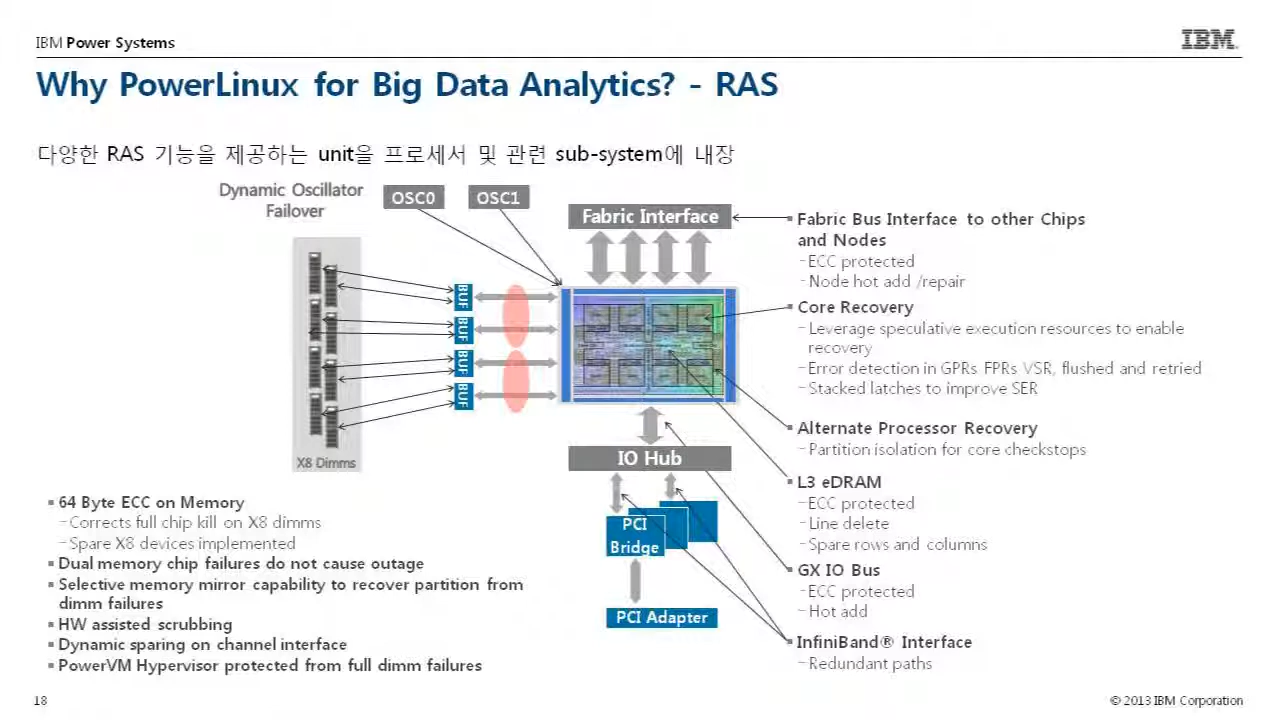 IBM Power Systems
IBM
Why PowerLinux for Big Data Analytics? - RAS
다양한 RAS 기능을 제공하는 unit을 프로세서 및 관련 sub-system에 내장
Dynamic Oscillator
Failover
OSC0
OSC1
X8 Dimms
BUF
BUF
BUF
BUF
Fabric Interface
IO Hub
PCI
Bridge
PCI Adapter
▪ Fabric Bus Interface to other Chips
and Nodes
– ECC protected
– Node hot add /repair
▪ Core Recovery
– Leverage speculative execution resources to enable
recovery
– Error detection in GPRs FPRs VSR, flushed and retried
– Stacked latches to improve SER
▪ Alternate Processor Recovery
– Partition isolation for core checkstops
▪ L3 eDRAM
– ECC protected
– Line delete
– Spare rows and columns
▪ GX IO Bus
– ECC protected
– Hot add
▪ InfiniBand® Interface
– Redundant paths
▪ 64 Byte ECC on Memory
– Corrects full chip kill on X8 dimms
– Spare X8 devices implemented
▪ Dual memory chip failures do not cause outage
▪ Selective memory mirror capability to recover partition from
dimm failures
▪ HW assisted scrubbing
▪ Dynamic sparing on channel interface
▪ PowerVM Hypervisor protected from full dimm failures
18
© 2013 IBM Corporation